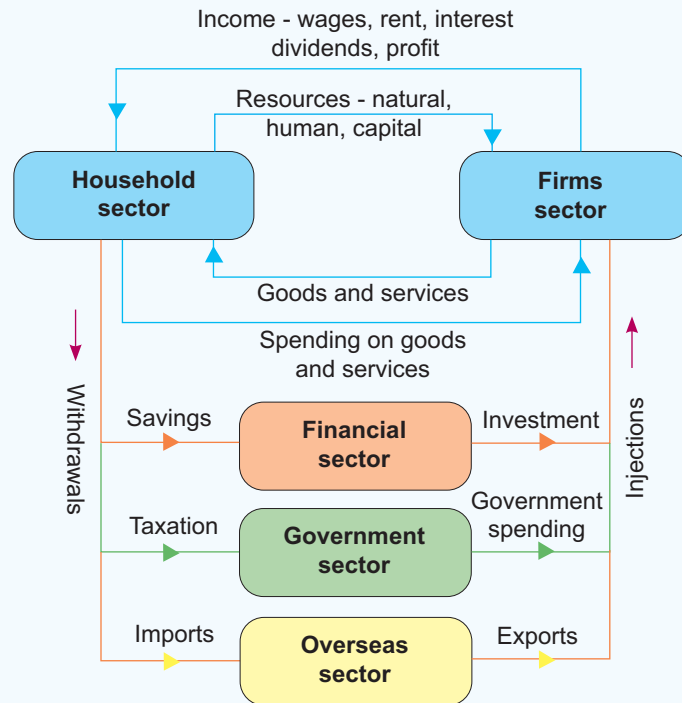 Income - wages, rent, interest
dividends, profit
Resources - natural,
human, capital
Household
sector
Firms
sector
Goods and services
Spending on goods
and services
Withdrawals
Injections
Savings
Financial
sector
Investment
Taxation
Government
sector
Government
spending
Imports
Overseas
sector
Exports